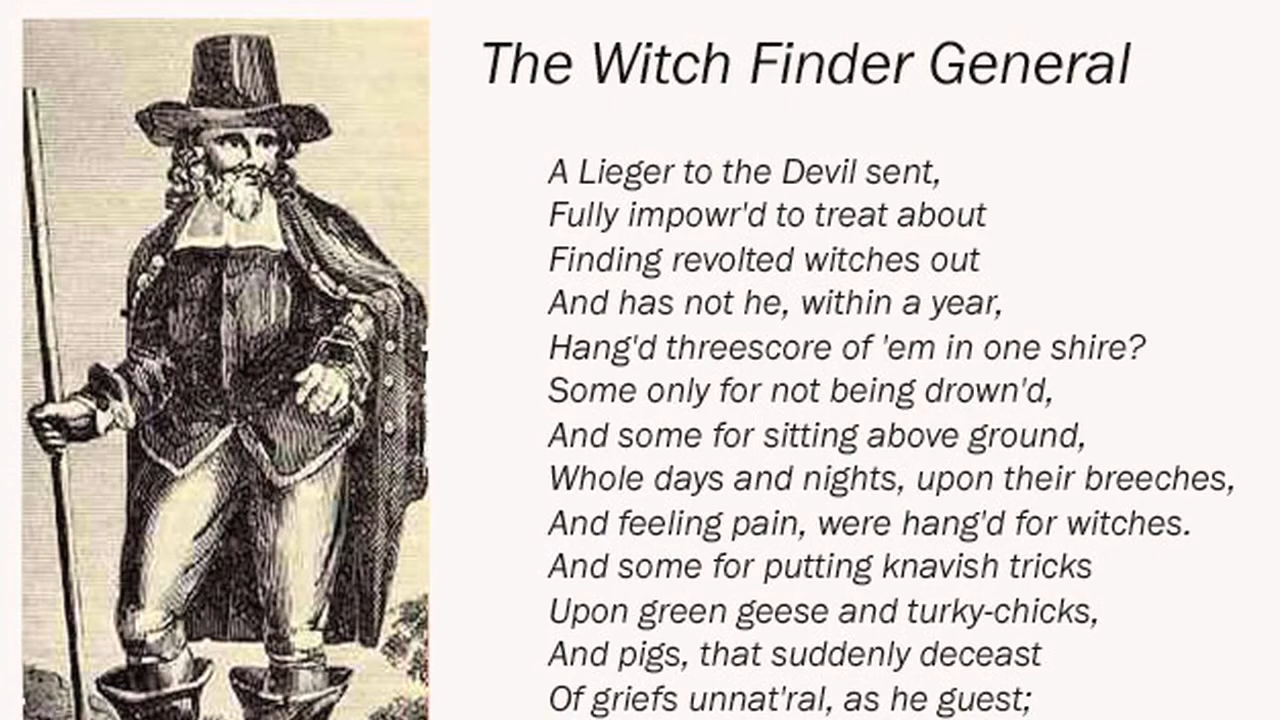 The Witch Finder General
A Lieger to the Devil sent,
Fully impowr'd to treat about
Finding revolted witches out
And has not he, within a year,
Hang'd threescore of 'em in one shire?
Some only for not being drown'd,
And some for sitting above ground,
Whole days and nights, upon their breeches,
And feeling pain, were hang'd for witches.
And some for putting knavish tricks
Upon green geese and turky-chicks,
And pigs, that suddenly deceast
Of griefs unnat'ral, as he guest;